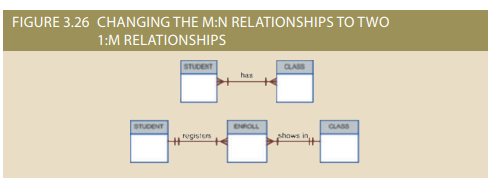 FIGURE 3.26 CHANGING THE M:N RELATIONSHIPS TO TWO
1:M RELATIONSHIPS
STUDENT has CLASS
STUDENT registers ENROLL shows in CLASS